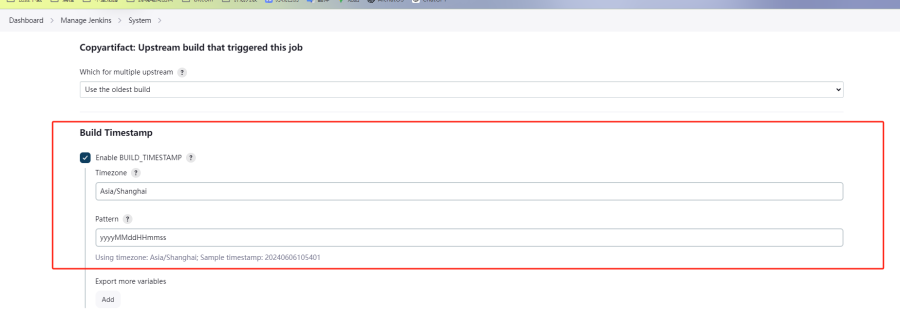 Dashboard > Manage Jenkins > System >
Copyartifact: Upstream build that triggered this job
Which for multiple upstream ?
Use the oldest build
Build Timestamp
Enable BUILD_TIMESTAMP ?
Timezone ?
Asia/Shanghai
Pattern ?
yyyyMMddHHmmss
Using timezone: Asia/Shanghai; Sample timestamp: 20240606105401
Export more variables
Add